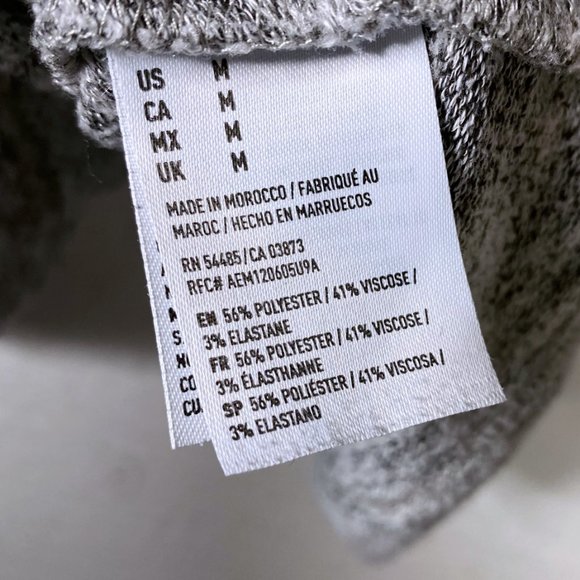 US M
CA M
MX M
UK M
MADE IN MOROCCO / FABRIQUÉ AU
MAROC / HECHO EN MARRUECOS
RN 54485 / CA 03873
RFC# AEM120605U9A
EN 56% POLYESTER / 41% VISCOSE /
3% ELASTANE
FR 56% POLYESTER / 41% VISCOSE /
3% ÉLASTHANNE
SP 56% POLIÉSTER / 41% VISCOSA /
3% ELASTANO